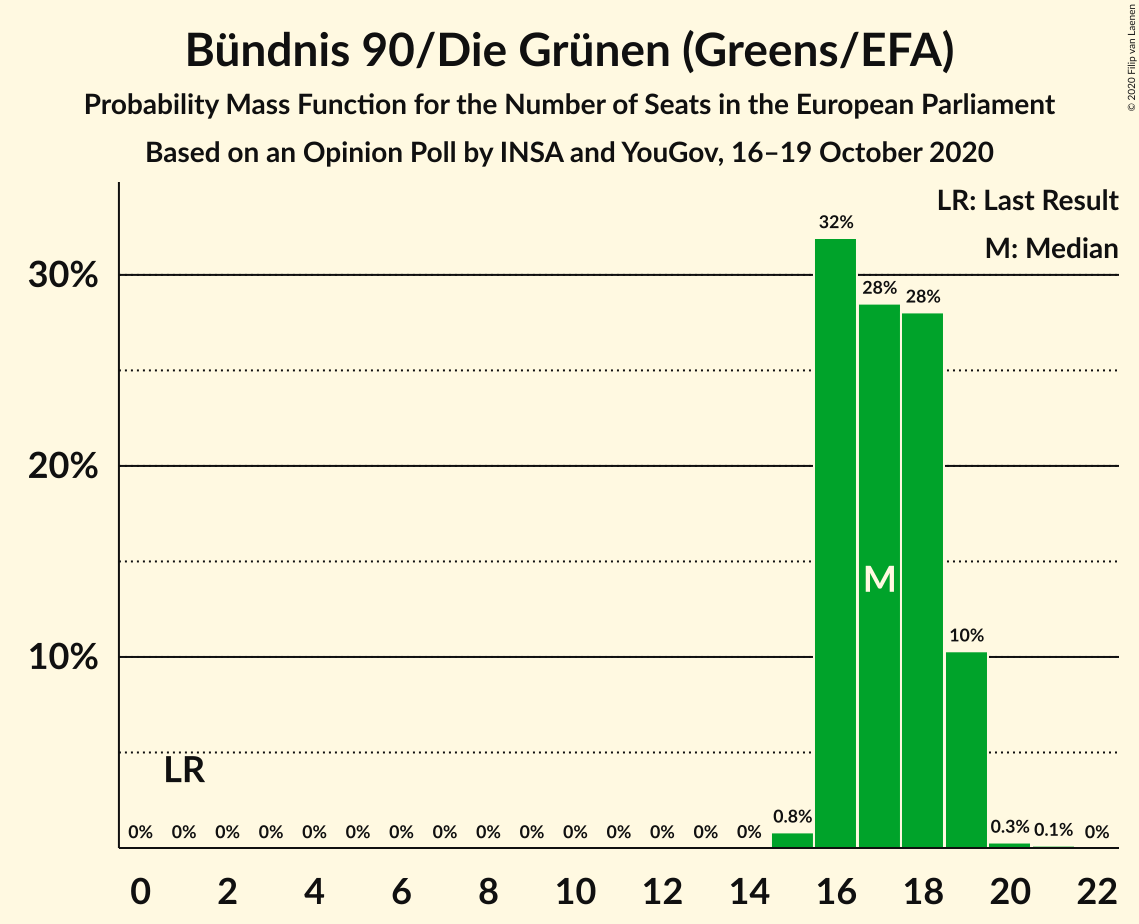 Bündnis 90/Die Grünen (Greens/EFA)
Probability Mass Function for the Number of Seats in the European Parliament
Based on an Opinion Poll by INSA and YouGov, 16–19 October 2020
© 2020 Filip van Laenen
LR: Last Result
M: Median
30%
20%
10%
32%
28%
28%
M
10%
LR
0% 0% 0% 0% 0% 0% 0% 0% 0% 0% 0% 0% 0% 0% 0% 0.8% 0.3% 0.1% 0%
0 2 4 6 8 10 12 14 16 18 20 22